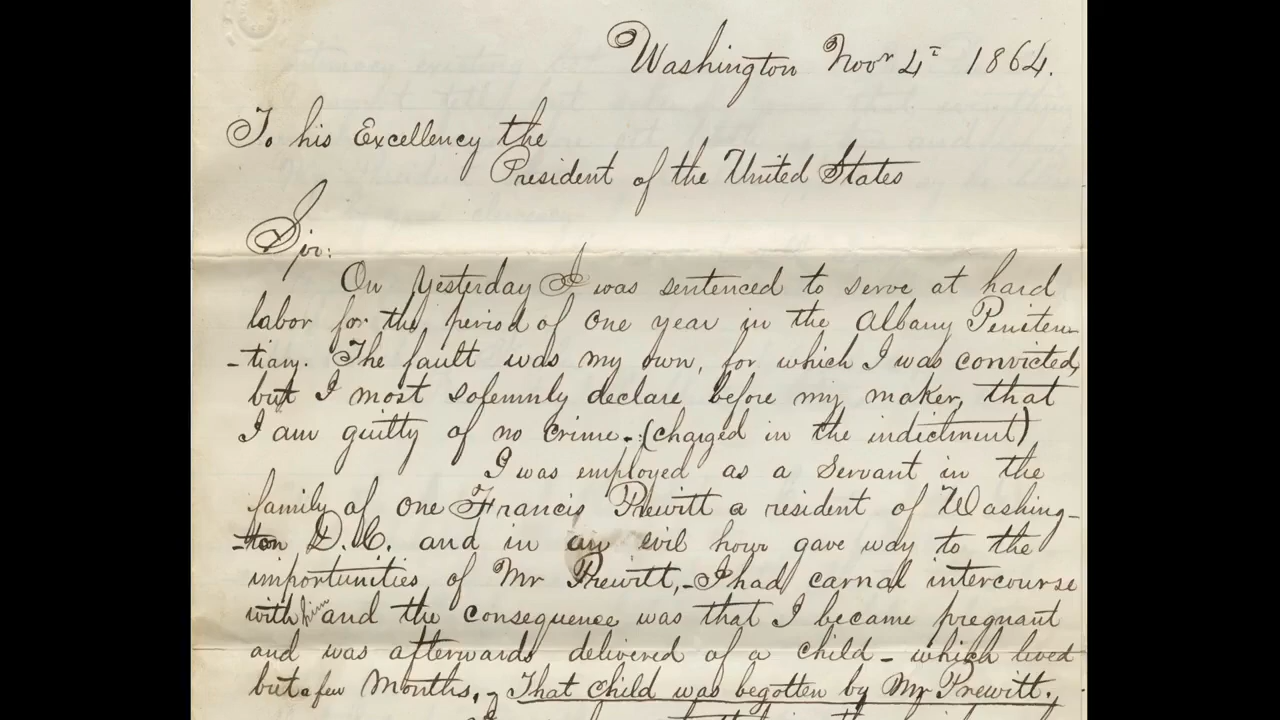 Washington Novr 4th 1864.
To his Excellency the
President of the United States
Sir:
On Yesterday I was sentenced to serve at hard
labor for the period of one year in the Albany Peniten-
-tiary. The fault was my own, for which I was convicted,
but I most solemnly declare before my maker, that
I am guilty of no crime. (charged in the indictment)
I was employed as a Servant in the
family of one Francis Prewitt a resident of Washing-
-ton D.C. and in an evil hour gave way to the
importunities of Mr Prewitt,-I had carnal intercourse
with him and the consequence was that I became pregnant
and was afterwards delivered of a child - which lived
but a few Months. - That child was begotten by Mr Prewitt.